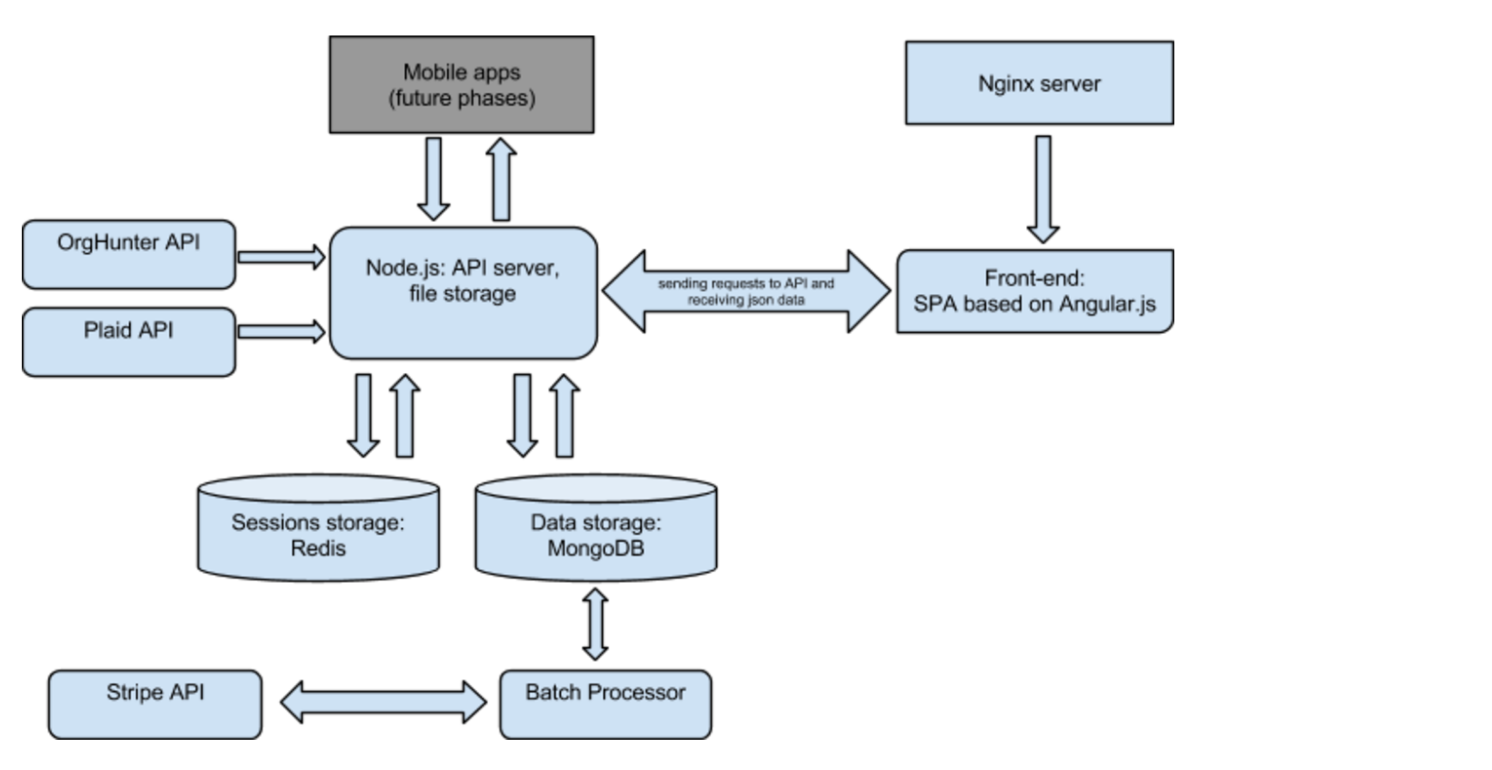 Mobile apps
(future phases)
Nginx server
OrgHunter API
Node.js: API server,
file storage
sending requests to API and
receiving json data
Front-end:
SPA based on Angular.js
Plaid API
Sessions storage:
Redis
Data storage:
MongoDB
Stripe API
Batch Processor